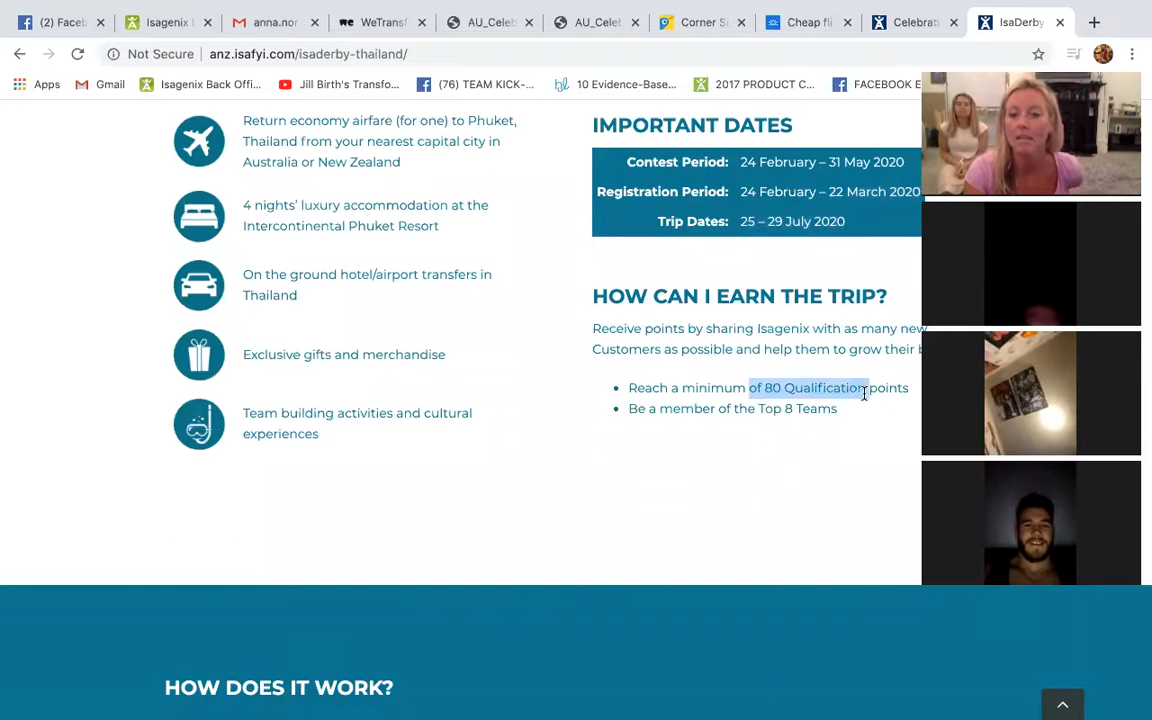 (2) Faceb
Isagenix
anna.nor
WeTransf
AU_Celeb
AU_Celeb
Corner S
Cheap fli
Celebrati
IsaDerby
Not Secure
anz.isafyi.com/isaderby-thailand/
Apps
Gmail
Isagenix Back Offi...
Jill Birth's Transfo...
(76) TEAM KICK-...
10 Evidence-Base...
2017 PRODUCT C...
FACEBOOK E
Return economy airfare (for one) to Phuket,
Thailand from your nearest capital city in
Australia or New Zealand
4 nights' luxury accommodation at the
Intercontinental Phuket Resort
On the ground hotel/airport transfers in
Thailand
Exclusive gifts and merchandise
Team building activities and cultural
experiences
IMPORTANT DATES
Contest Period: 24 February – 31 May 2020
Registration Period: 24 February – 22 March 2020
Trip Dates: 25 – 29 July 2020
HOW CAN I EARN THE TRIP?
Receive points by sharing Isagenix with as many new
Customers as possible and help them to grow their
• Reach a minimum of 80 Qualification points
• Be a member of the Top 8 Teams
HOW DOES IT WORK?